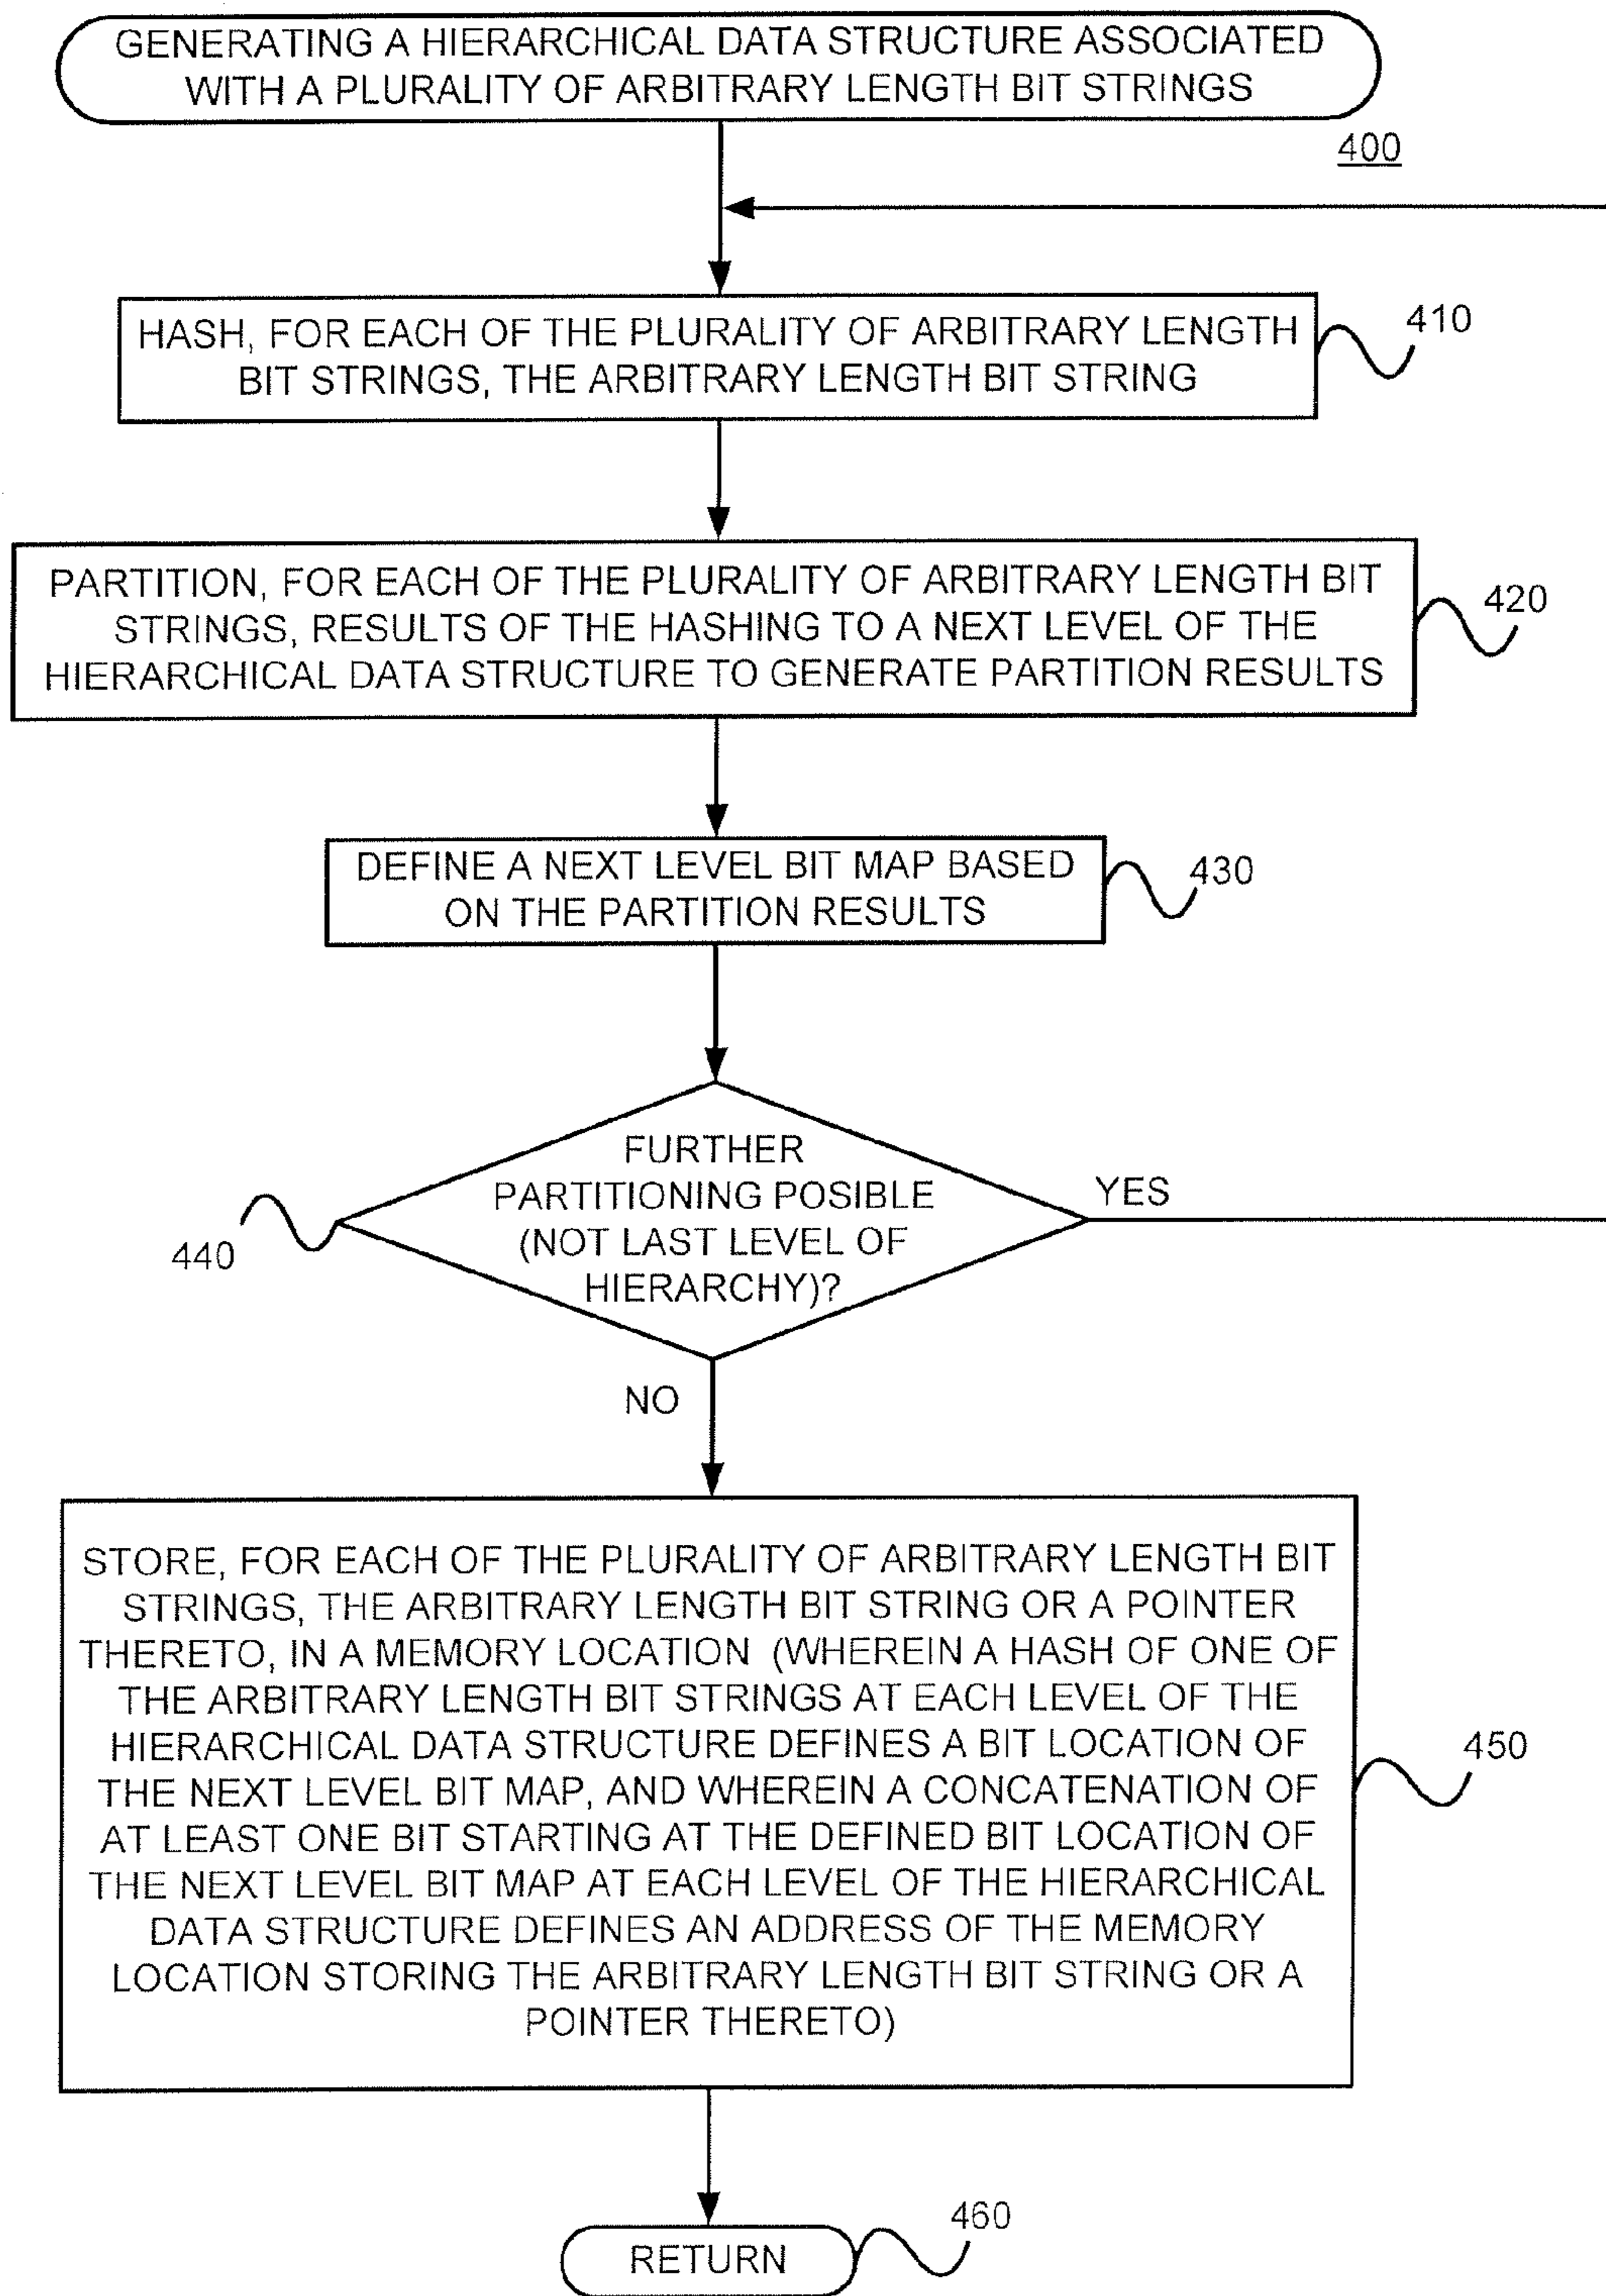 GENERATING A HIERARCHICAL DATA STRUCTURE ASSOCIATED
WITH A PLURALITY OF ARBITRARY LENGTH BIT STRINGS
400
HASH, FOR EACH OF THE PLURALITY OF ARBITRARY LENGTH
BIT STRINGS, THE ARBITRARY LENGTH BIT STRING
410
PARTITION, FOR EACH OF THE PLURALITY OF ARBITRARY LENGTH BIT
STRINGS, RESULTS OF THE HASHING TO A NEXT LEVEL OF THE
HIERARCHICAL DATA STRUCTURE TO GENERATE PARTITION RESULTS
420
DEFINE A NEXT LEVEL BIT MAP BASED
ON THE PARTITION RESULTS
430
FURTHER
PARTITIONING POSIBLE
(NOT LAST LEVEL OF
HIERARCHY)?
YES
440
NO
STORE, FOR EACH OF THE PLURALITY OF ARBITRARY LENGTH BIT
STRINGS, THE ARBITRARY LENGTH BIT STRING OR A POINTER
THERETO, IN A MEMORY LOCATION (WHEREIN A HASH OF ONE OF
THE ARBITRARY LENGTH BIT STRINGS AT EACH LEVEL OF THE
HIERARCHICAL DATA STRUCTURE DEFINES A BIT LOCATION OF
THE NEXT LEVEL BIT MAP, AND WHEREIN A CONCATENATION OF
AT LEAST ONE BIT STARTING AT THE DEFINED BIT LOCATION OF
THE NEXT LEVEL BIT MAP AT EACH LEVEL OF THE HIERARCHICAL
DATA STRUCTURE DEFINES AN ADDRESS OF THE MEMORY
LOCATION STORING THE ARBITRARY LENGTH BIT STRING OR A
POINTER THERETO)
450
RETURN
460